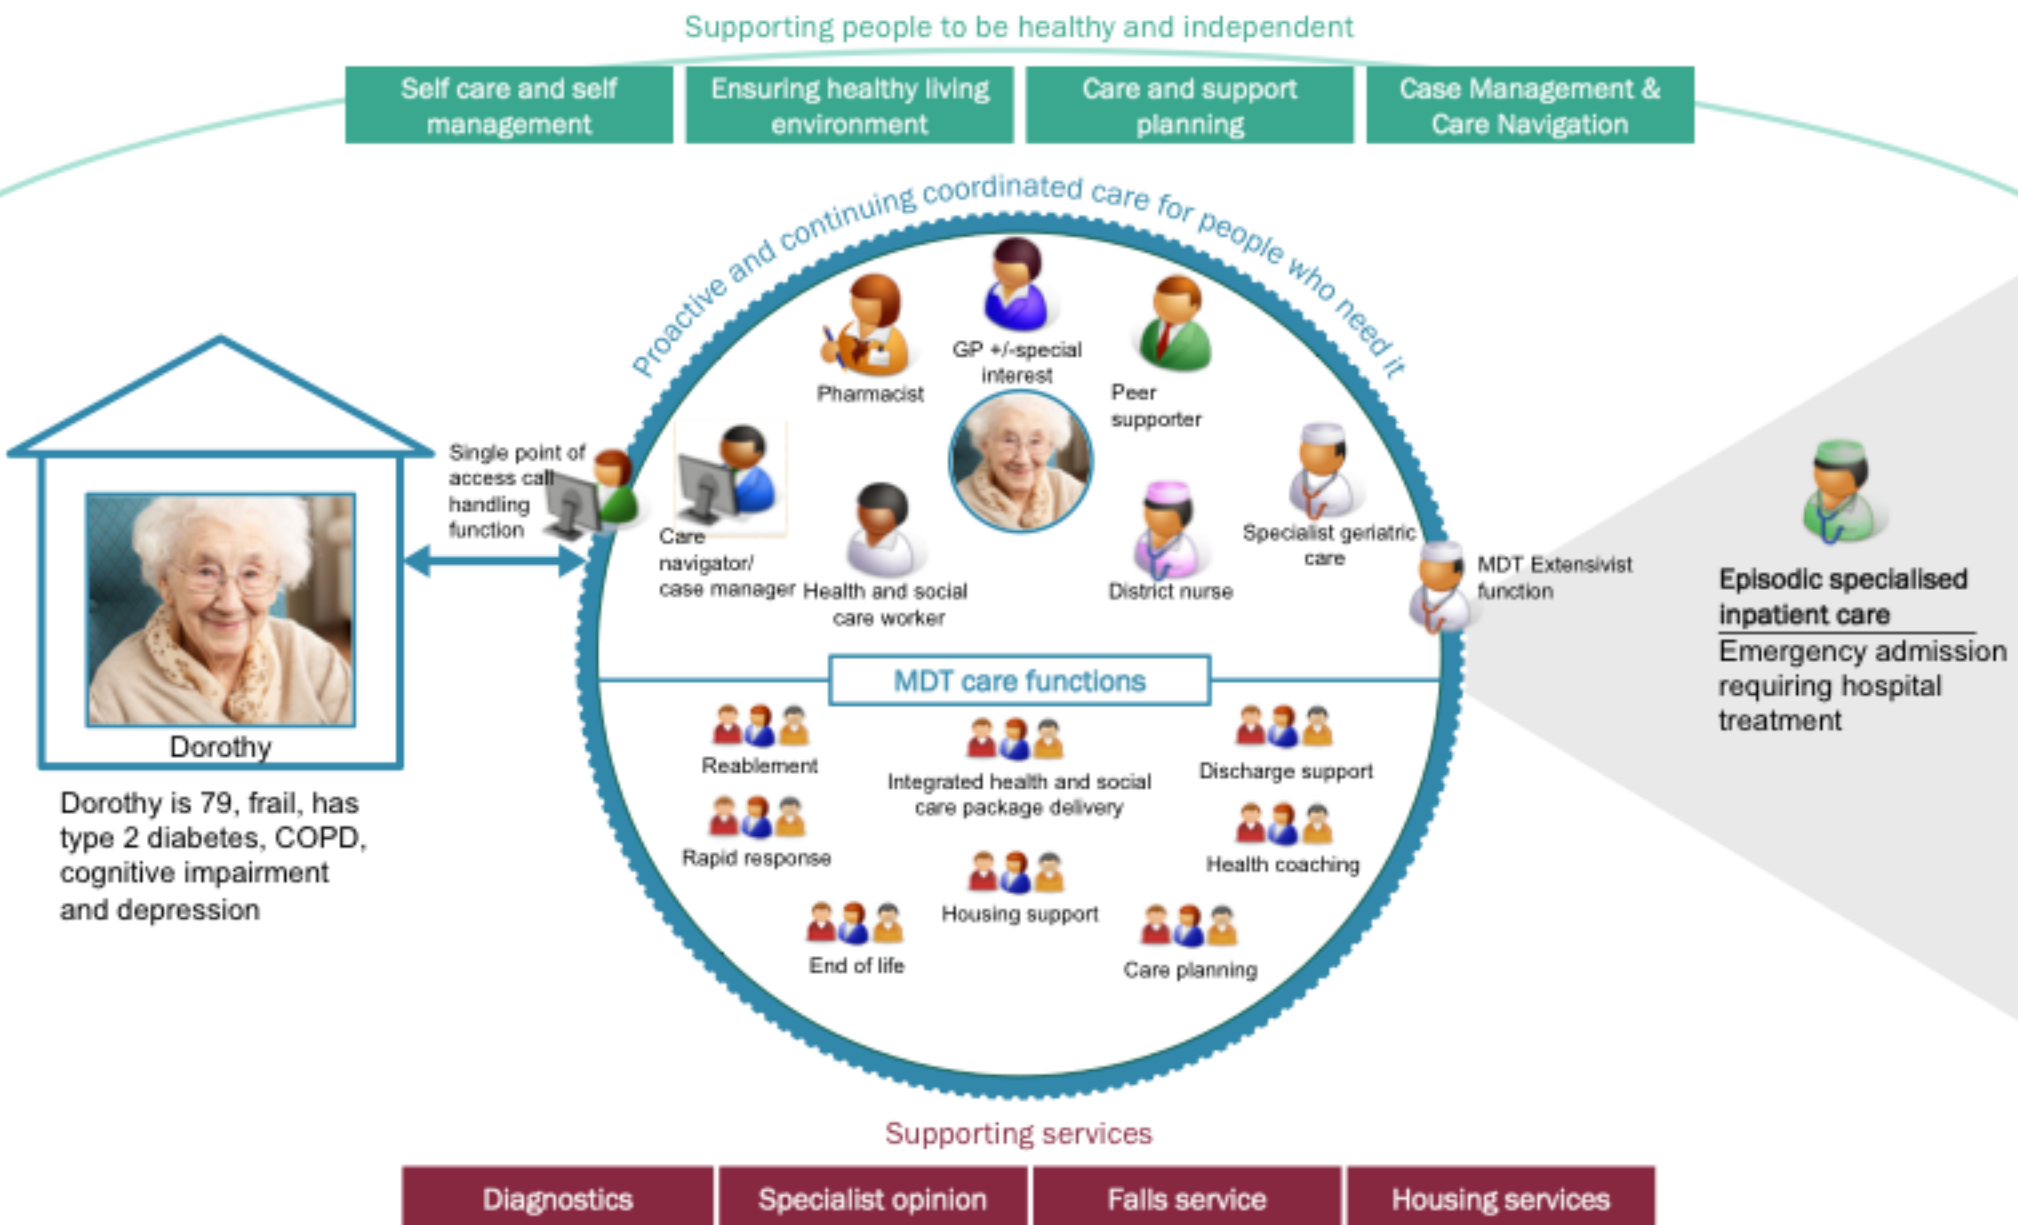 Supporting people to be healthy and independent
Self care and self
management
Ensuring healthy living
environment
Care and support
planning
Case Management &
Care Navigation
Proactive and continuing coordinated care for people who need it
Pharmacist
GP +/-special
interest
Peer
supporter
Single point of
access call
handling
function
Care
navigator/
case manager
Health and social
care worker
District nurse
Specialist geriatric
care
MDT Extensivist
function
Episodic specialised
inpatient care
Emergency admission
requiring hospital
treatment
Dorothy
Dorothy is 79, frail, has
type 2 diabetes, COPD,
cognitive impairment
and depression
MDT care functions
Reablement
Integrated health and social
care package delivery
Discharge support
Rapid response
Housing support
Health coaching
End of life
Care planning
Supporting services
Diagnostics
Specialist opinion
Falls service
Housing services